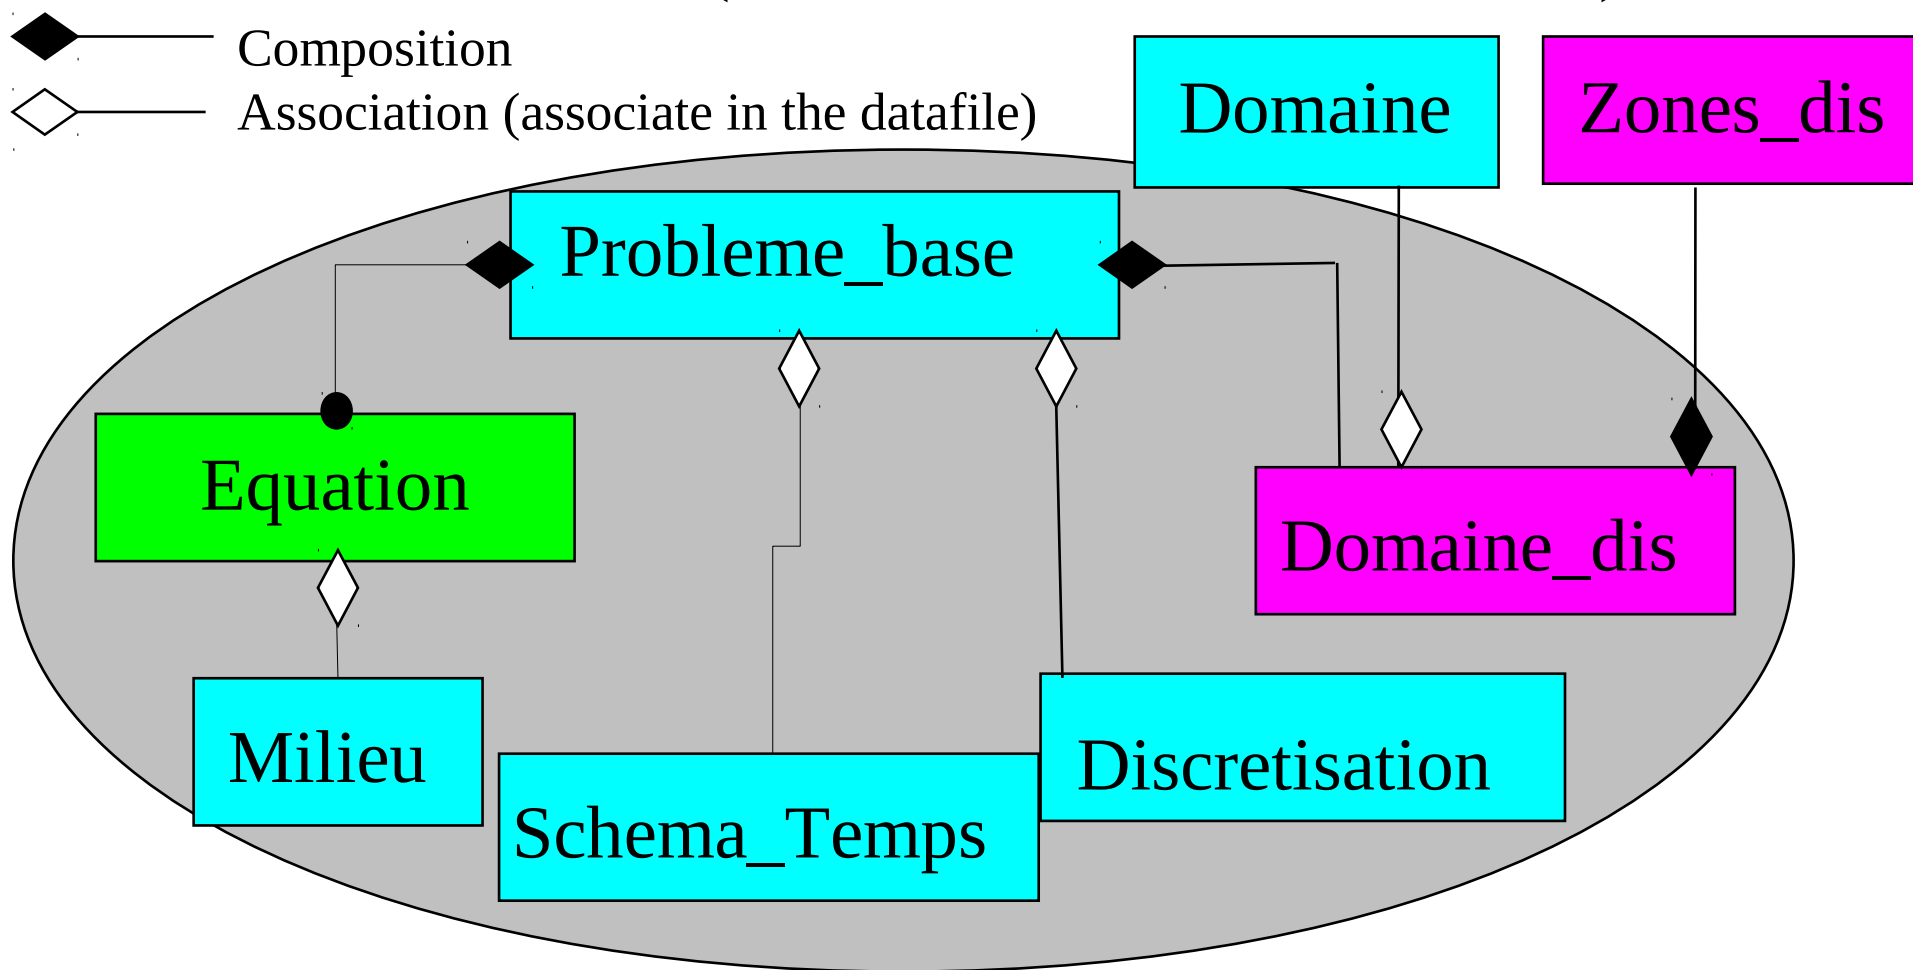 Composition
Association (associate in the datafile)
Domaine
Zones_dis
Probleme_base
Equation
Domaine_dis
Milieu
Discretisation
Schema_Temps